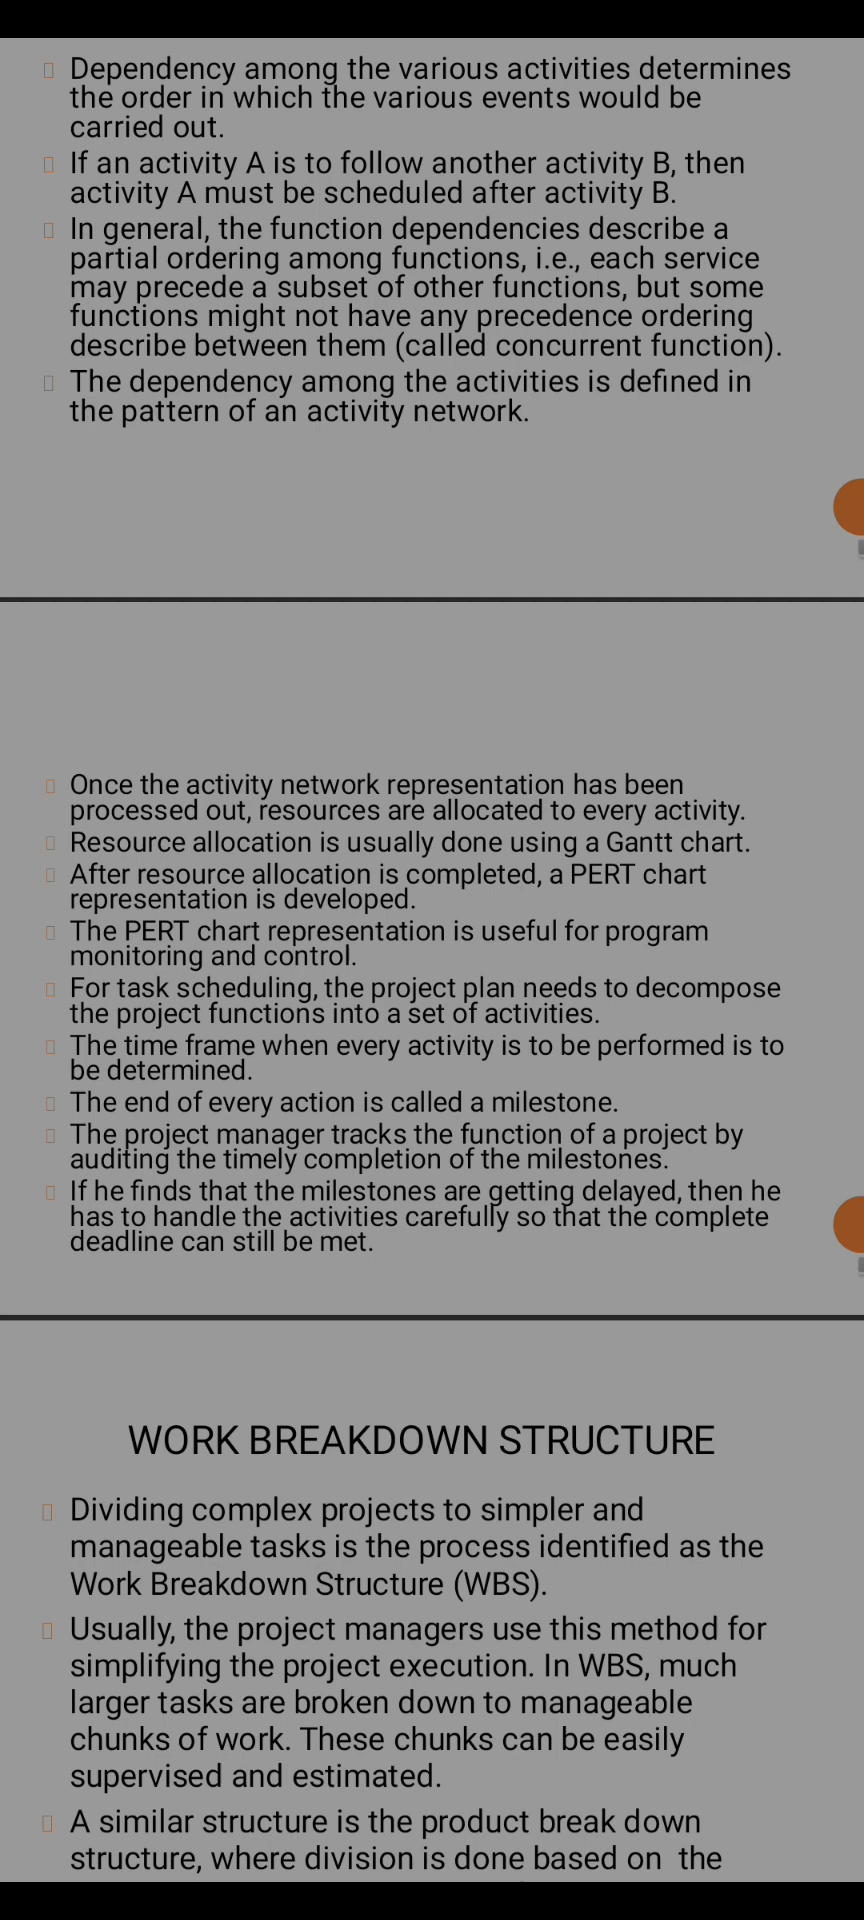 Dependency among the various activities determines
the order in which the various events would be
carried out.
If an activity A is to follow another activity B, then
activity A must be scheduled after activity B.
In general, the function dependencies describe a
partial ordering among functions, i.e., each service
may precede a subset of other functions, but some
functions might not have any precedence ordering
describe between them (called concurrent function).
The dependency among the activities is defined in
the pattern of an activity network.
Once the activity network representation has been
processed out, resources are allocated to every activity.
Resource allocation is usually done using a Gantt chart.
After resource allocation is completed, a PERT chart
representation is developed.
The PERT chart representation is useful for program
monitoring and control.
For task scheduling, the project plan needs to decompose
the project functions into a set of activities.
The time frame when every activity is to be performed is to
be determined.
The end of every action is called a milestone.
The project manager tracks the function of a project by
auditing the timely completion of the milestones.
If he finds that the milestones are getting delayed, then he
has to handle the activities carefully so that the complete
deadline can still be met.
WORK BREAKDOWN STRUCTURE
Dividing complex projects to simpler and
manageable tasks is the process identified as the
Work Breakdown Structure (WBS).
Usually, the project managers use this method for
simplifying the project execution. In WBS, much
larger tasks are broken down to manageable
chunks of work. These chunks can be easily
supervised and estimated.
A similar structure is the product break down
structure, where division is done based on  the